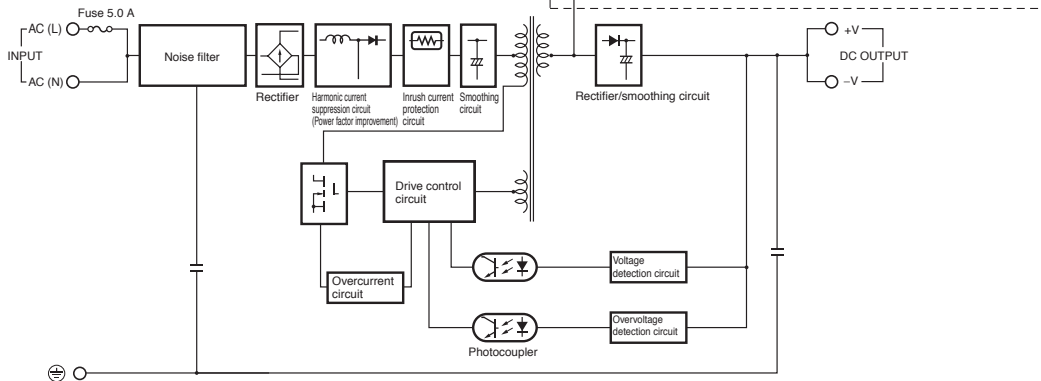 Fuse 5.0 A
AC (L)
INPUT
AC (N)
Noise filter
Rectifier
Harmonic current
suppression circuit
(Power factor improvement)
Inrush current
protection
circuit
Smoothing
circuit
Rectifier/smoothing circuit
+V
DC OUTPUT
–V
Drive control
circuit
Overcurrent
circuit
Voltage
detection circuit
Overvoltage
detection circuit
Photocoupler